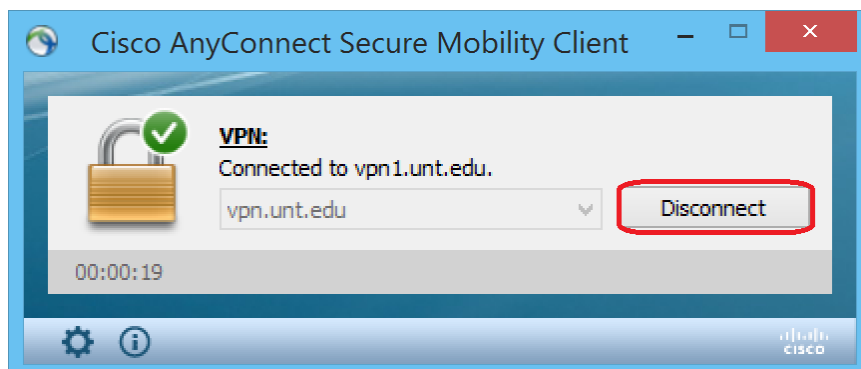 Cisco AnyConnect Secure Mobility Client
VPN:
Connected to vpn1.unt.edu.
vpn.unt.edu
Disconnect
00:00:19
cisco